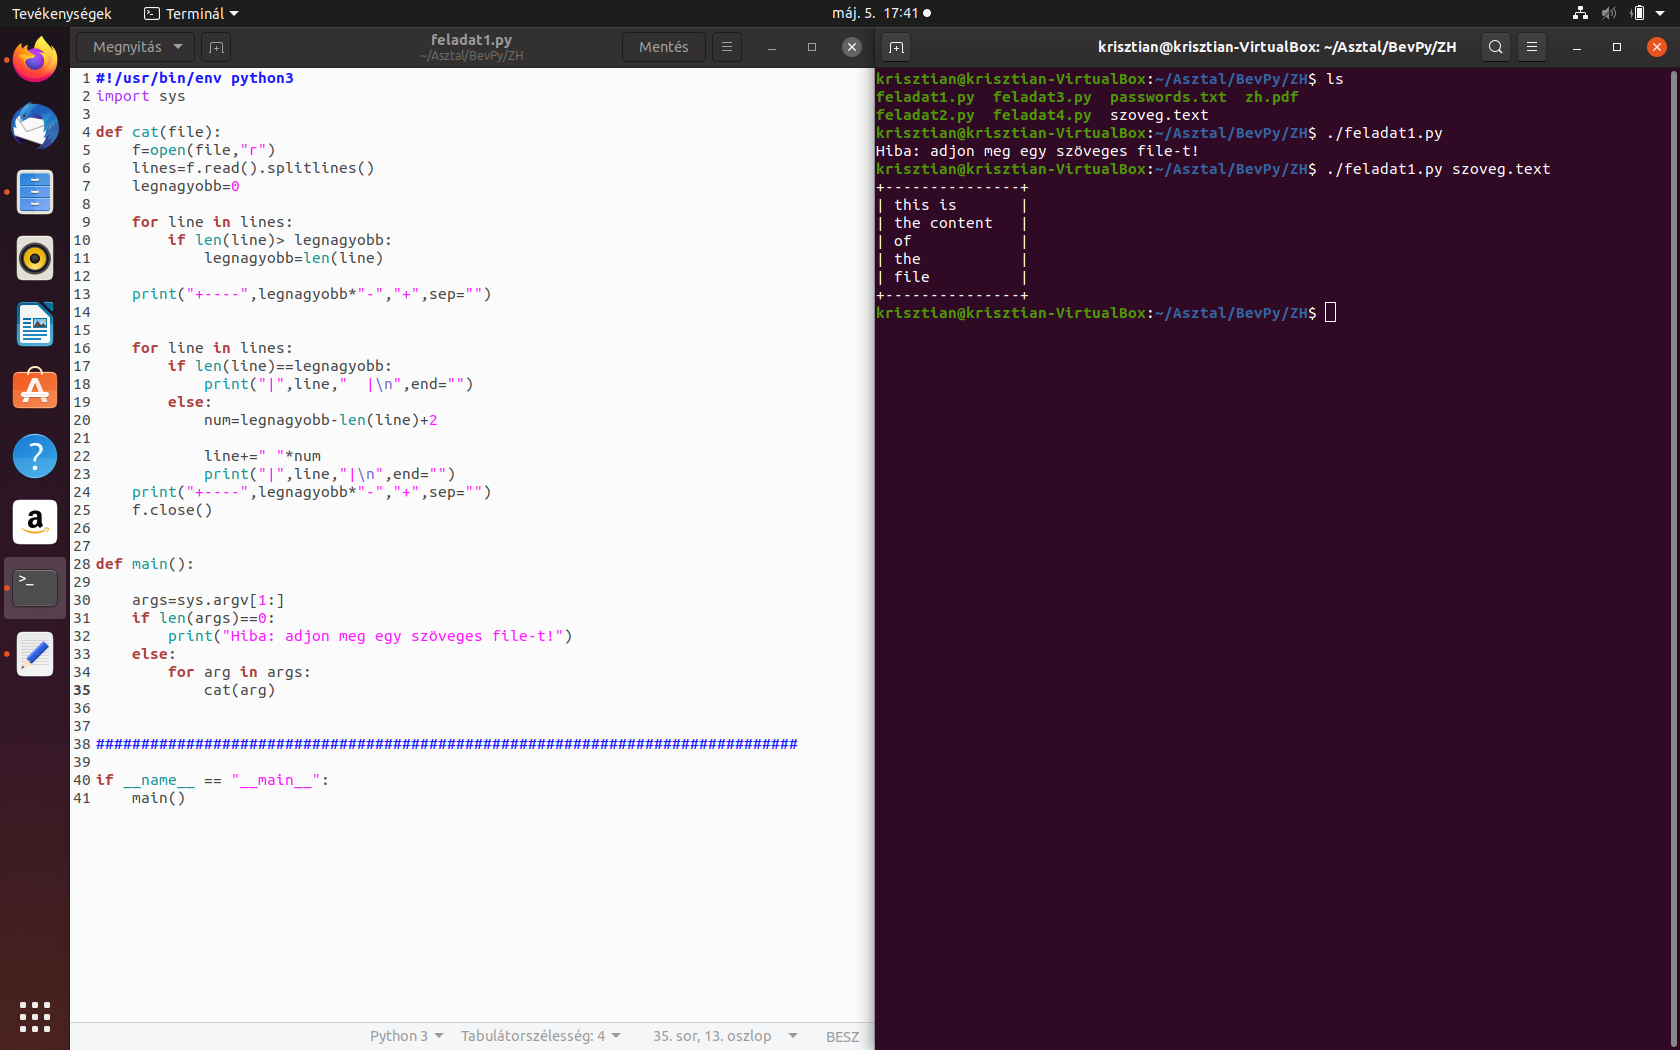 Tevékenységek
Terminál
máj. 5. 17:41
Megnyitás
feladat1.py
~/Asztal/BevPy/ZH
Mentés
1 #!/usr/bin/env python3
2 import sys
3
4 def cat(file):
5     f=open(file,"r")
6     lines=f.read().splitlines()
7     legnagyobb=0
8
9     for line in lines:
10         if len(line)> legnagyobb:
11             legnagyobb=len(line)
12
13     print("+----",legnagyobb*"-","+",sep="")
14
15
16     for line in lines:
17         if len(line)==legnagyobb:
18             print("|",line,"  |\n",end="")
19         else:
20             num=legnagyobb-len(line)+2
21
22             line+=" "*num
23             print("|",line,"|\n",end="")
24     print("+----",legnagyobb*"-","+",sep="")
25     f.close()
26
27
28 def main():
29
30     args=sys.argv[1:]
31     if len(args)==0:
32         print("Hiba: adjon meg egy szöveges file-t!")
33     else:
34         for arg in args:
35             cat(arg)
36
37
38 ##############################################################################
39
40 if __name__ == "__main__":
41     main()
Python 3
Tabulátorszélesség: 4
35. sor, 13. oszlop
BESZ
krisztian@krisztian-VirtualBox: ~/Asztal/BevPy/ZH
krisztian@krisztian-VirtualBox:~/Asztal/BevPy/ZH$ ls
feladat1.py  feladat3.py  passwords.txt  zh.pdf
feladat2.py  feladat4.py  szoveg.text
krisztian@krisztian-VirtualBox:~/Asztal/BevPy/ZH$ ./feladat1.py
Hiba: adjon meg egy szöveges file-t!
krisztian@krisztian-VirtualBox:~/Asztal/BevPy/ZH$ ./feladat1.py szoveg.text
+---------------+
| this is       |
| the content   |
| of            |
| the           |
| file          |
+---------------+
krisztian@krisztian-VirtualBox:~/Asztal/BevPy/ZH$